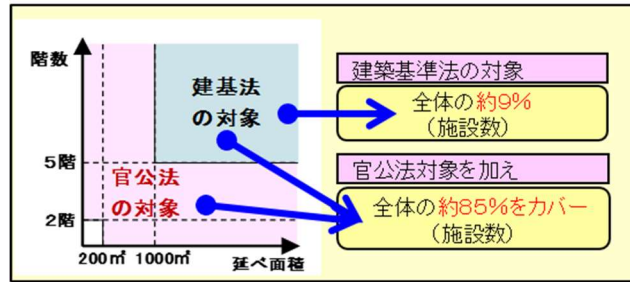 階数
建基法
の対象
5階
官公法
の対象
2階
200㎡
1000㎡
延べ面積
建築基準法の対象
全体の約9%
(施設数)
官公法対象を加え
全体の約85%をカバー
(施設数)